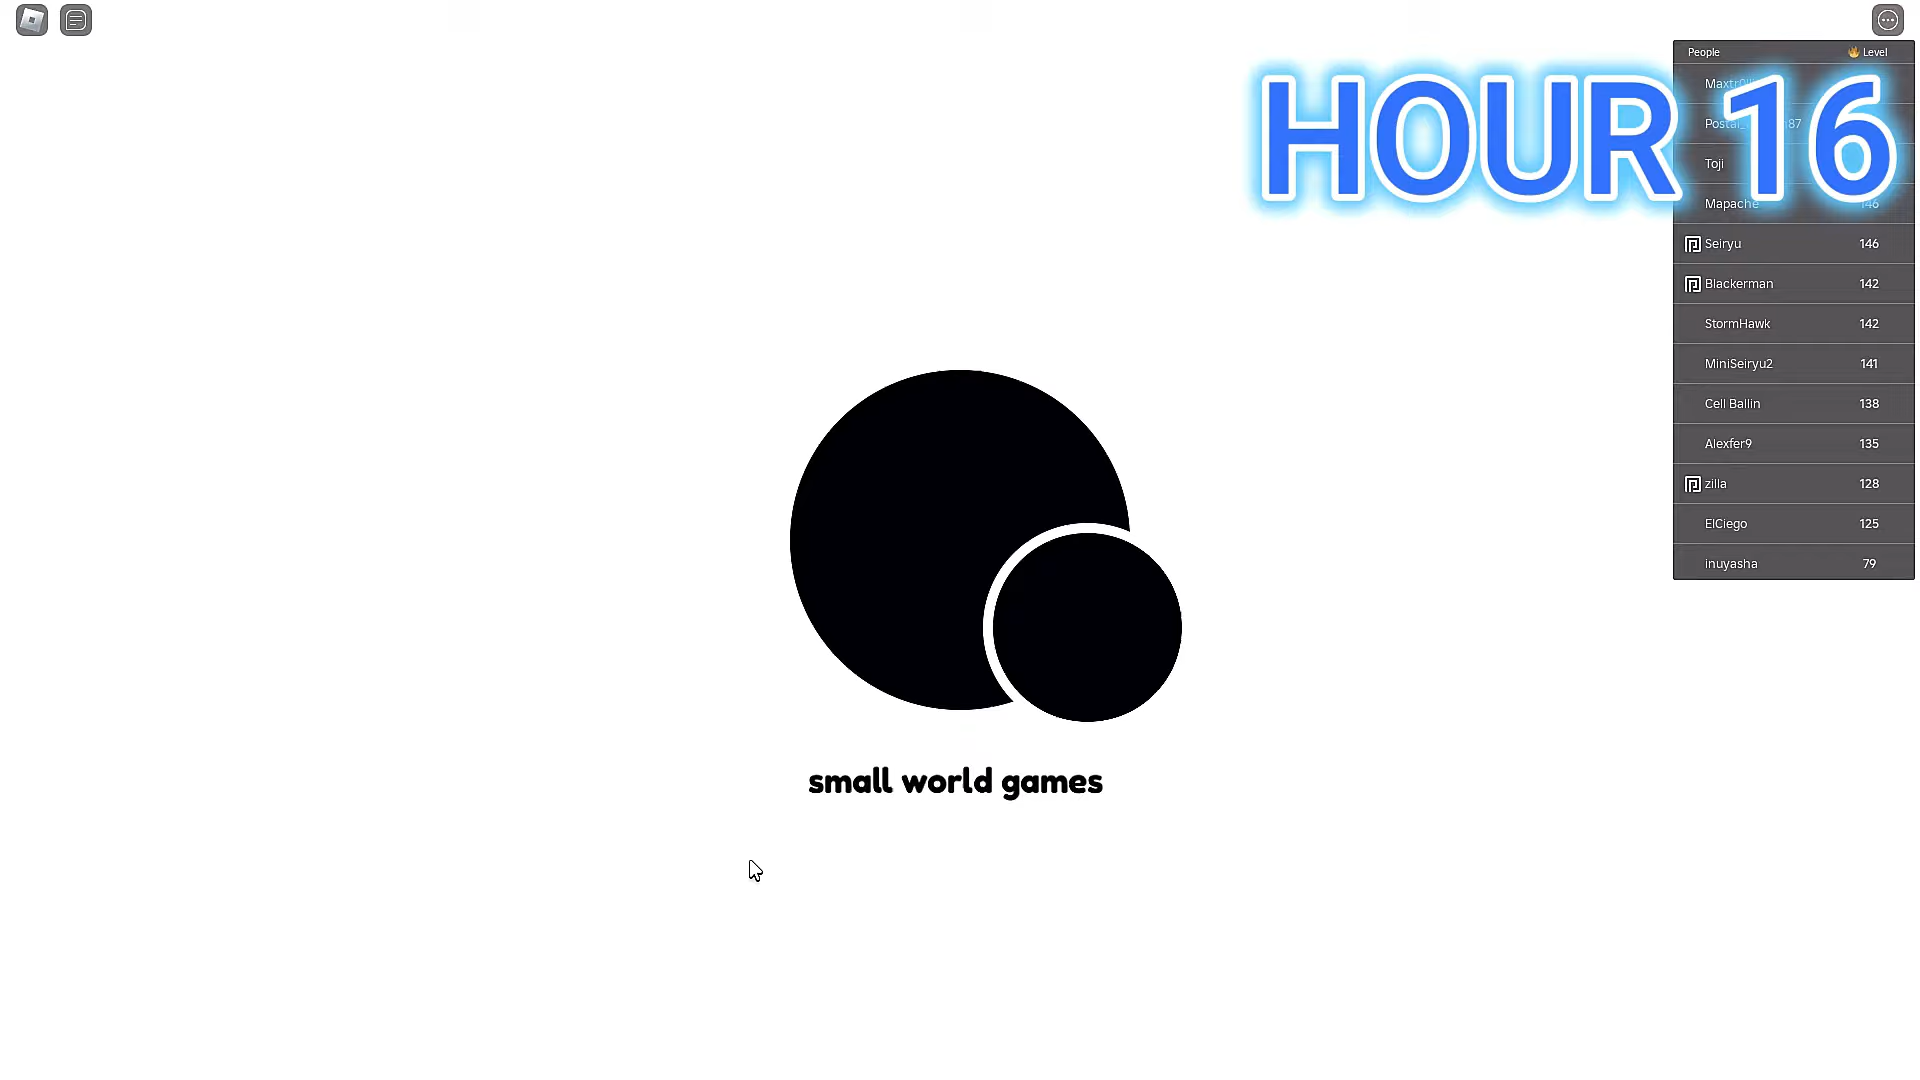 People Level
HOUR 16
Toji
Mapache 146
Seiryu 146
Blackerman 142
StormHawk 142
MiniSeiryu2 141
Cell Ballin 138
Alexfer9 135
zilla 128
ElCiego 125
inuyasha 79
small world games